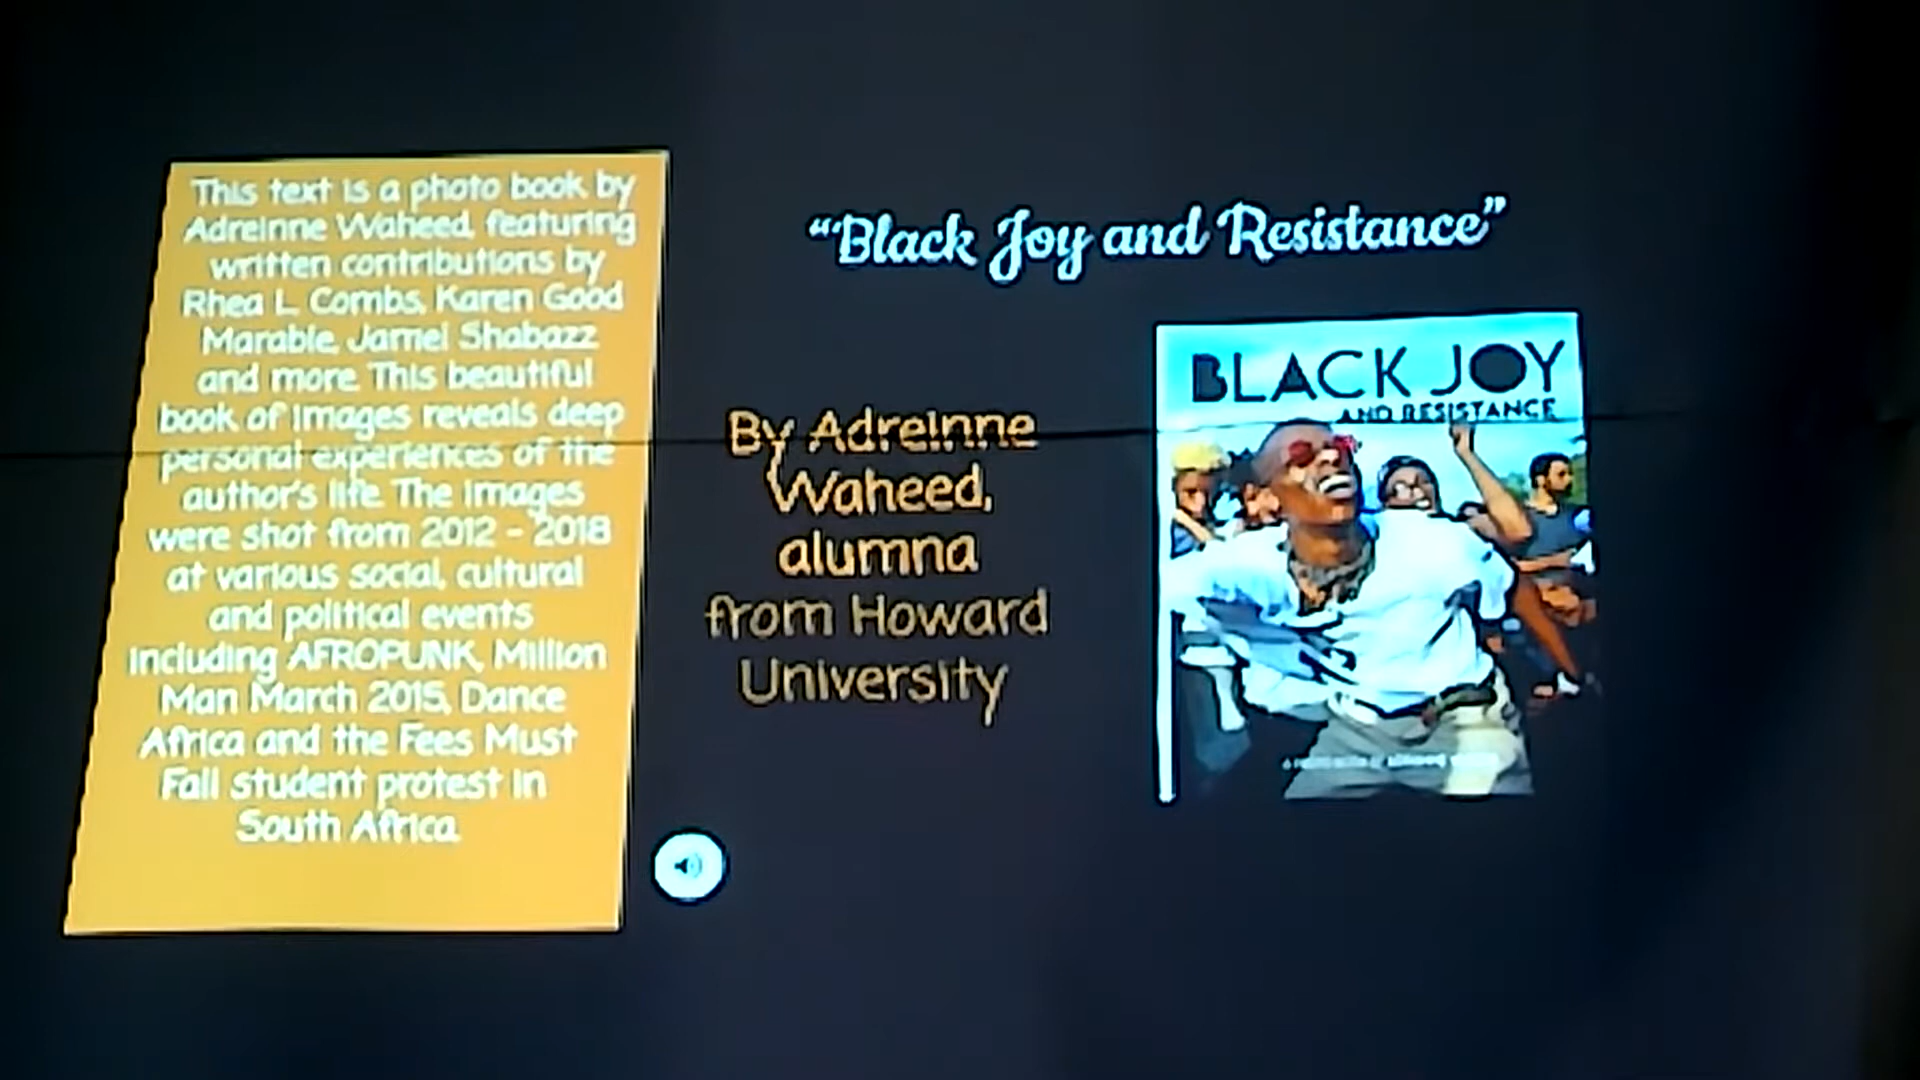 This text is a photo book by
Adreinne Waheed, featuring
written contributions by
Rhea L. Combs, Karen Good
Marable, Jamel Shabazz
and more. This beautiful
book of images reveals deep
personal experiences of the
author's life. The images
were shot from 2012 - 2018
at various social, cultural
and political events
including AFROPUNK, Million
Man March 2015, Dance
Africa and the Fees Must
Fall student protest in
South Africa.
"Black Joy and Resistance"
By Adreinne
Waheed,
alumna
from Howard
University
BLACK JOY
AND RESISTANCE